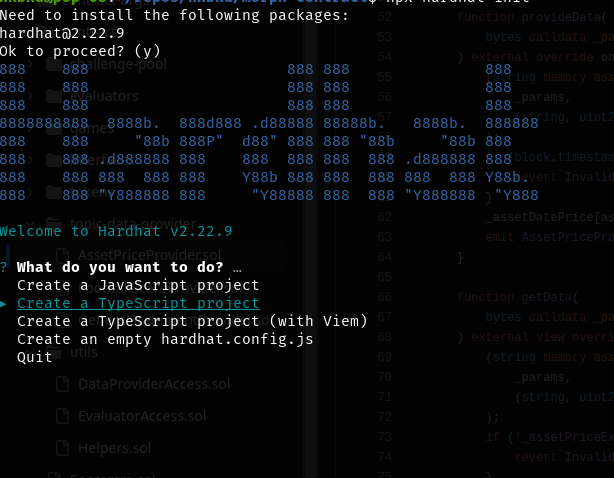 npx hardhat init
Need to install the following packages:
hardhat@2.22.9
Ok to proceed? (y)
888    888                      888 888               888
888    888                      888 888               888
888    888                      888 888               888
8888888888  8888b.  888d888 .d88888 88888b.   8888b.  888888
888    888     "88b 888P"  d88" 888 888 "88b     "88b 888
888    888 .d888888 888    888  888 888  888 .d888888 888
888    888 888  888 888    Y88b 888 888  888 888  888 Y88b.
888    888 "Y888888 888     "Y88888 888  888 "Y888888  "Y888
Welcome to Hardhat v2.22.9
? What do you want to do? …
Create a JavaScript project
▸ Create a TypeScript project
Create a TypeScript project (with Viem)
Create an empty hardhat.config.js
Quit
challenge-pool
evaluators
games
topic-data-provider
AssetPriceProvider.sol
utils
DataProviderAccess.sol
EvaluatorAccess.sol
Helpers.sol
52 function provideData(
53 bytes calldata _pa
54 ) external override on
55 (string memory ass
56 _params,
57 (string, uint2
(block.timestam
revert Invalid
61 }
62 _assetDatePrice[as
63 emit AssetPricePro
64 }
65
66 function getData(
67 bytes calldata _pa
68 ) external view overri
69 (string memory ass
70 _params,
71 (string, uint2
72 );
73 if (!_assetPriceEx
74 revert Invalid
75 }